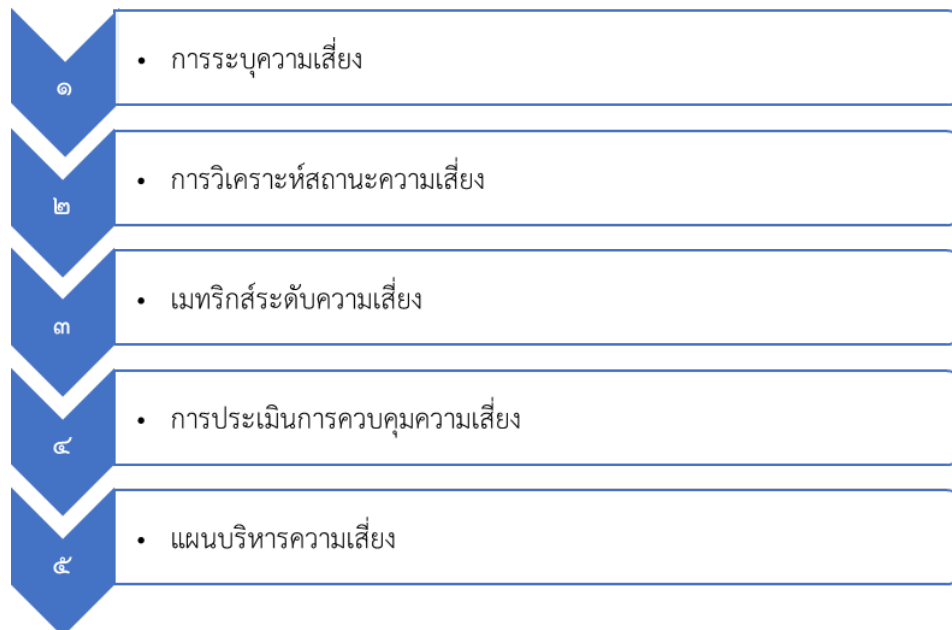 ๑
• การระบุความเสี่ยง
๒
• การวิเคราะห์สถานะความเสี่ยง
๓
• เมทริกส์ระดับความเสี่ยง
๔
• การประเมินการควบคุมความเสี่ยง
๕
• แผนบริหารความเสี่ยง